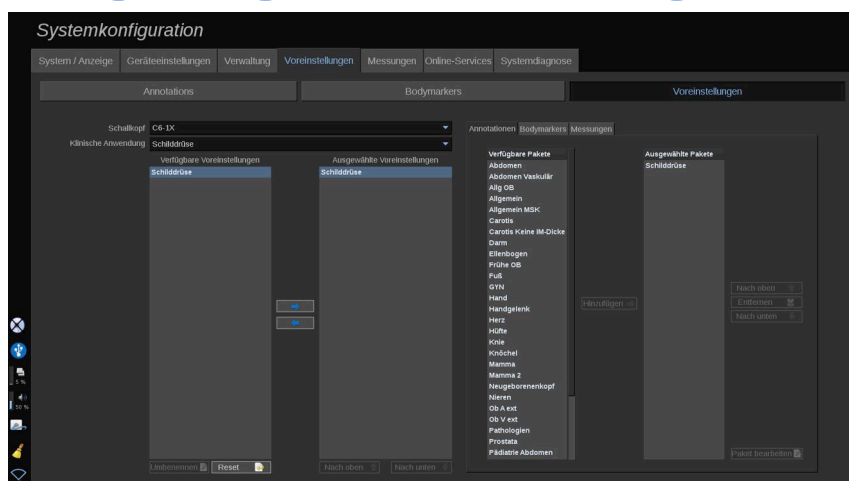 Systemkonfiguration
System / Anzeige Geräteeinstellungen Verwaltung Voreinstellungen Messungen Online-Services Systemdiagnose
Annotations Bodymarkers Voreinstellungen
Schallkopf C6-1X
Klinische Anwendung Schilddrüse
Verfügbare Voreinstellungen Ausgewählte Voreinstellungen
Schilddrüse Schilddrüse
Umbenennen Reset Nach oben Nach unten
Annotationen Bodymarkers Messungen
Verfügbare Pakete Ausgewählte Pakete
Abdomen Schilddrüse
Abdomen Vaskulär
Allg OB
Allgemein
Allgemein MSK
Carotis
Carotis Keine IM-Dicke
Darm
Ellenbogen
Frühe OB
Fuß
GYN
Hand
Handgelenk
Herz
Hüfte
Knie
Knöchel
Mamma
Mamma 2
Neugeborenenkopf
Nieren
Ob A ext
Ob V ext
Pathologien
Prostata
Pädiatrie Abdomen
Hinzufügen
Nach oben
Entfernen
Nach unten
Paket bearbeiten
5 %
50 %